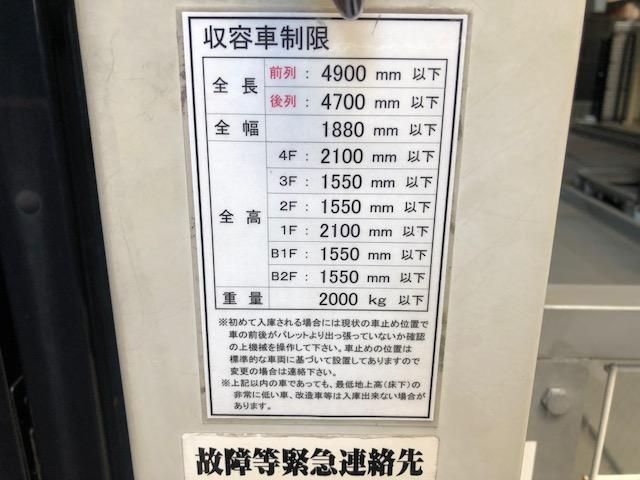 収容車制限
全長 前列 : 4900 mm 以下
後列 : 4700 mm 以下
全幅 1880 mm 以下
全高 4F : 2100 mm 以下
3F : 1550 mm 以下
2F : 1550 mm 以下
1F : 2100 mm 以下
B1F : 1550 mm 以下
B2F : 1550 mm 以下
重量 2000 kg 以下
※初めて入庫される場合には現状の車止め位置で
車の前後がパレットより出っ張っていないか確認
の上機械を操作して下さい。車止めの位置は
標準的な車両に基づいて設置してありますので
変更の場合は連絡下さい。
※上記以内の車であっても、最低地上高(床下)の
非常に低い車、改造車等は入庫出来ない場合が
あります。
故障等緊急連絡先